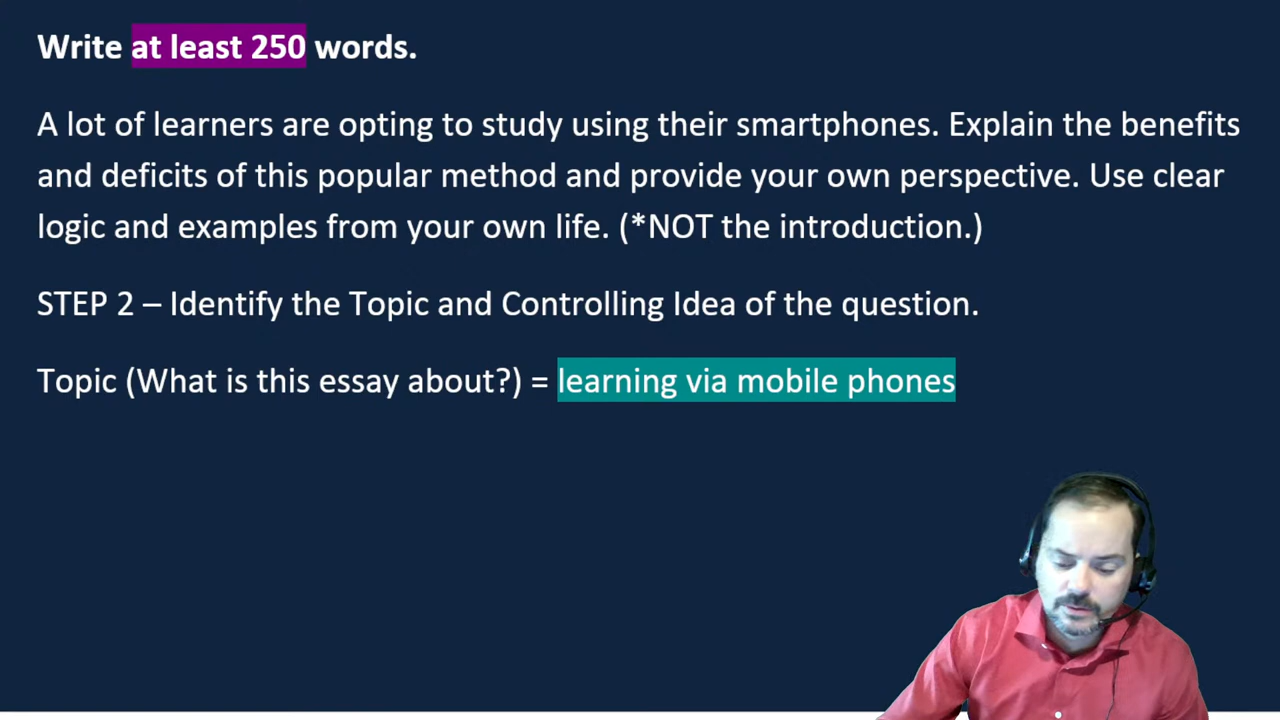 Write at least 250 words.
A lot of learners are opting to study using their smartphones. Explain the benefits
and deficits of this popular method and provide your own perspective. Use clear
logic and examples from your own life. (*NOT the introduction.)
STEP 2 – Identify the Topic and Controlling Idea of the question.
Topic (What is this essay about?) = learning via mobile phones